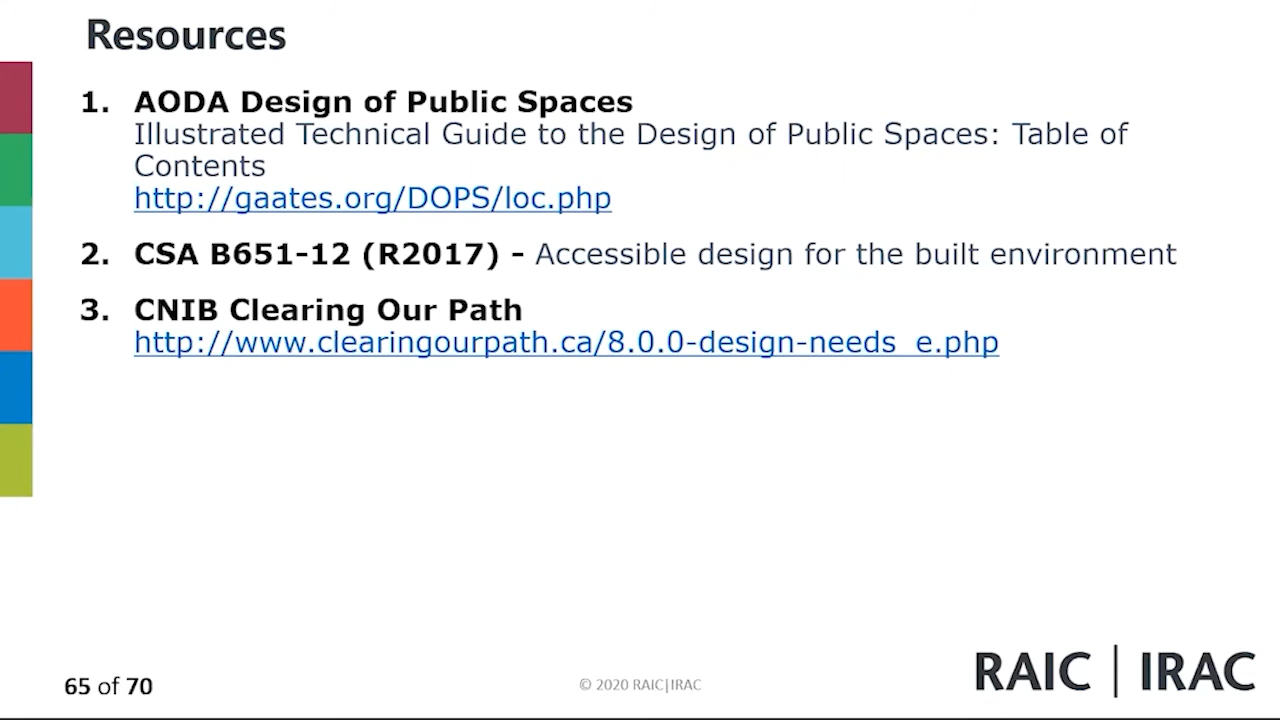 Resources
1. AODA Design of Public Spaces
Illustrated Technical Guide to the Design of Public Spaces: Table of
Contents
http://gaates.org/DOPS/loc.php
2. CSA B651-12 (R2017) - Accessible design for the built environment
3. CNIB Clearing Our Path
http://www.clearingourpath.ca/8.0.0-design-needs_e.php
65 of 70
© 2020 RAIC|IRAC
RAIC | IRAC